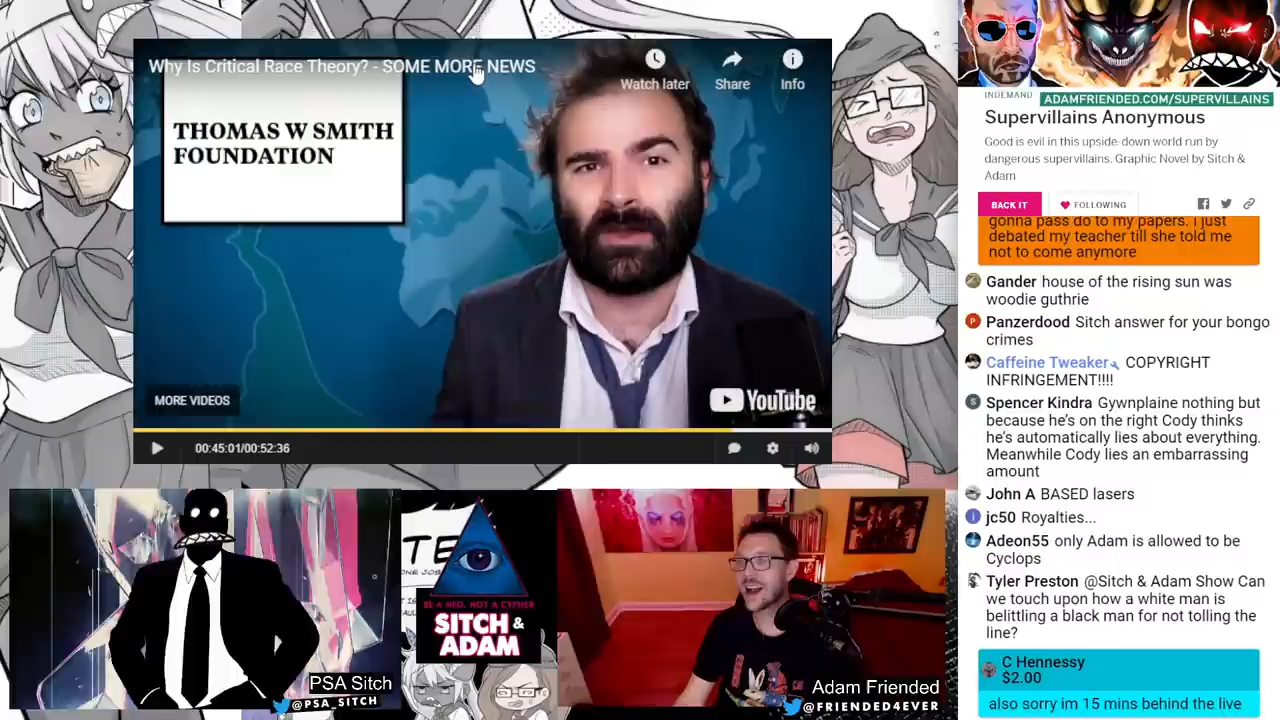 Why Is Critical Race Theory? - SOME MORE NEWS
Watch later
Share
Info
THOMAS W SMITH
FOUNDATION
MORE VIDEOS
YouTube
00:45:01/00:52:36
PSA Sitch
@PSA_SITCH
BE A NEO, NOT A CYPHER
SITCH &
ADAM
Adam Friended
@FRIENDED4EVER
INDEMAND
ADAMFRIENDED.COM/SUPERVILLAINS
Supervillains Anonymous
Good is evil in this upside-down world run by
dangerous supervillains. Graphic Novel by Sitch &
Adam
BACK IT
FOLLOWING
gonna pass do to my papers. I just
debated my teacher till she told me
not to come anymore
Gander house of the rising sun was
woodie guthrie
Panzerdood Sitch answer for your bongo
crimes
Caffeine Tweaker COPYRIGHT
INFRINGEMENT!!!!
Spencer Kindra Gywnplaine nothing but
because he's on the right Cody thinks
he's automatically lies about everything.
Meanwhile Cody lies an embarrassing
amount
John A BASED lasers
jc50 Royalties...
Adeon55 only Adam is allowed to be
Cyclops
Tyler Preston @Sitch & Adam Show Can
we touch upon how a white man is
belittling a black man for not tolling the
line?
C Hennessy
$2.00
also sorry im 15 mins behind the live